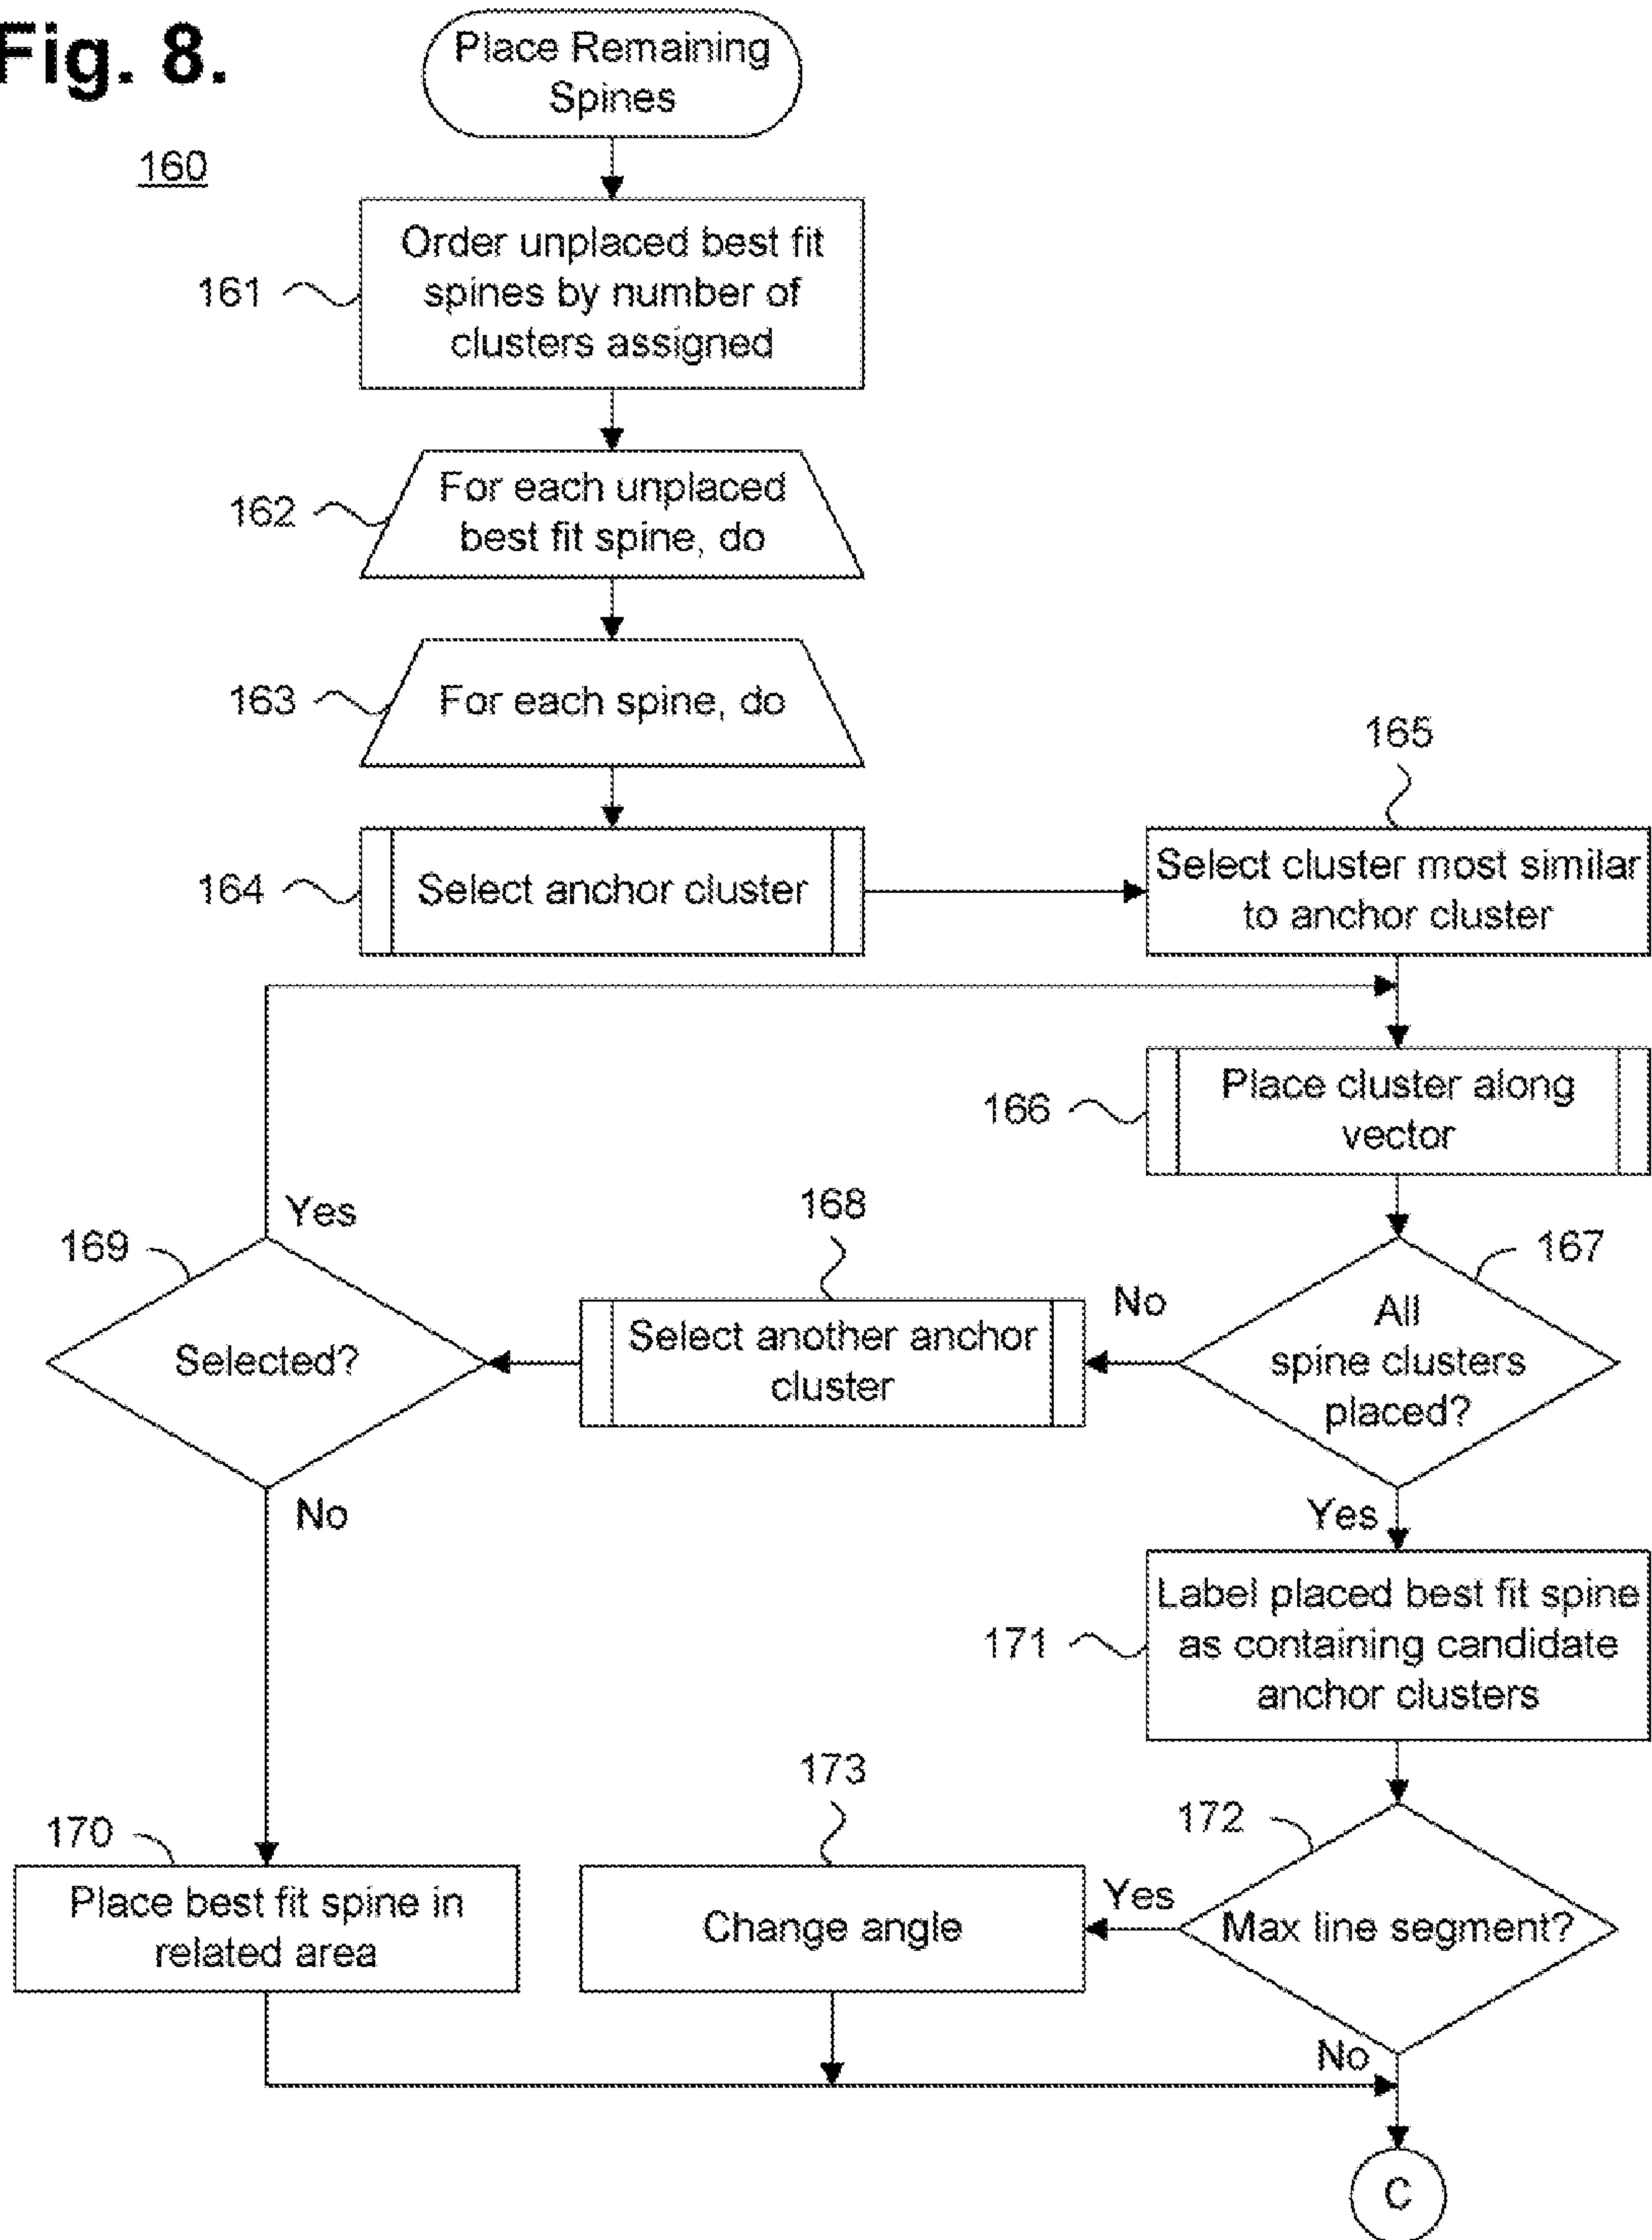 Fig. 8.
160
Place Remaining
Spines
161
Order unplaced best fit
spines by number of
clusters assigned
162
For each unplaced
best fit spine, do
163
For each spine, do
164
Select anchor cluster
165
Select cluster most similar
to anchor cluster
166
Place cluster along
vector
167
All
spine clusters
placed?
No
Yes
168
Select another anchor
cluster
169
Selected?
Yes
No
170
Place best fit spine in
related area
171
Label placed best fit spine
as containing candidate
anchor clusters
172
Max line segment?
Yes
No
173
Change angle
C